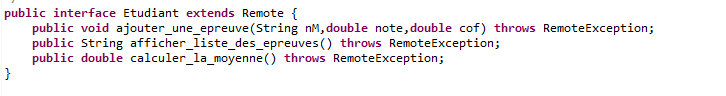 public interface Etudiant extends Remote {
public void ajouter_une_epreuve(String nM,double note,double cof) throws RemoteException;
public String afficher_liste_des_epreuves() throws RemoteException;
public double calculer_la_moyenne() throws RemoteException;
}